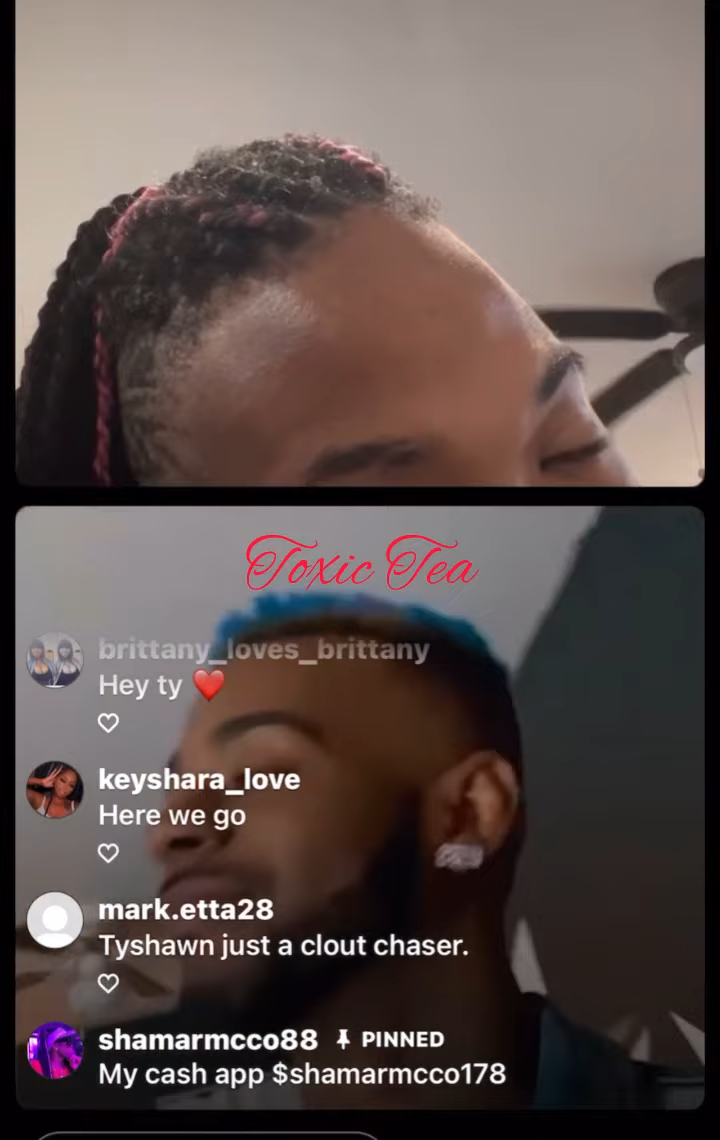 Toxic Tea
brittany_loves_brittany
Hey ty ❤️
keyshara_love
Here we go
mark.etta28
Tyshawn just a clout chaser.
shamarmcco88 📌 PINNED
My cash app $shamarmcco178